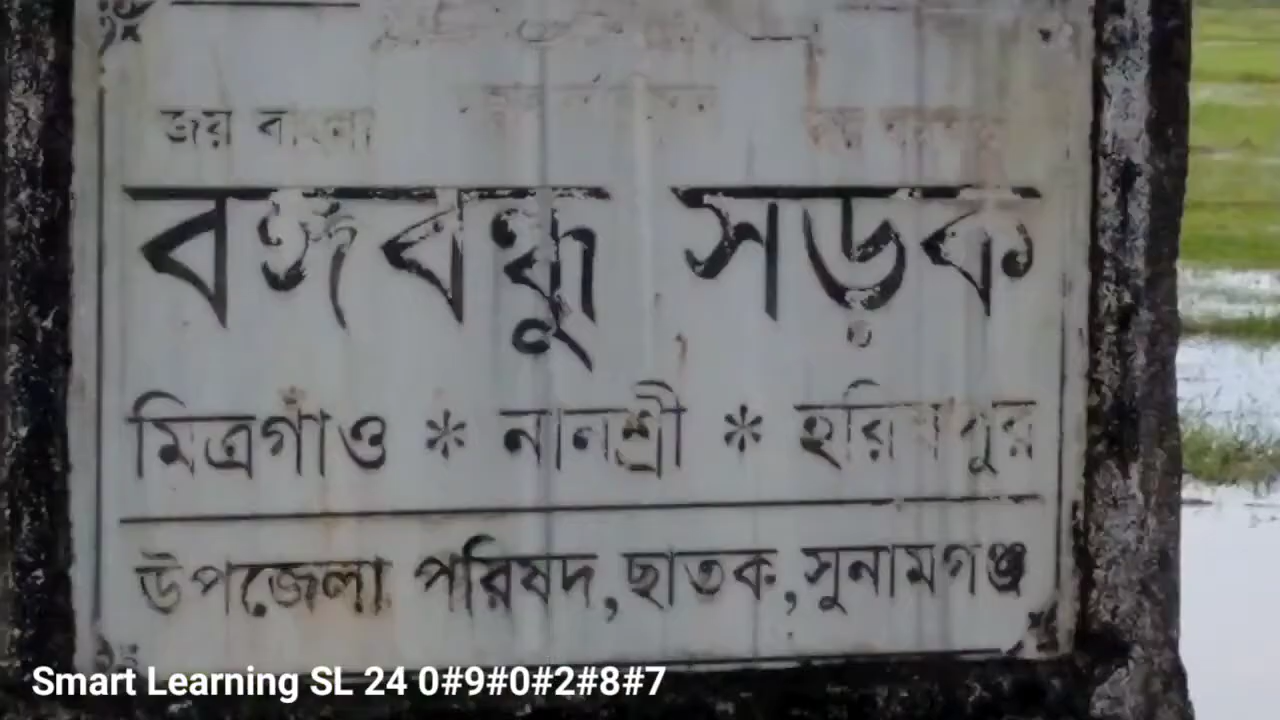 জয় বাংলা
বঙ্গবন্ধু সড়ক
মিত্রগাঁও * নানশ্রী *
উপজেলা পরিষদ, ছাতক, সুনামগঞ্জ
Smart Learning SL 24 0#9#0#2#8#7